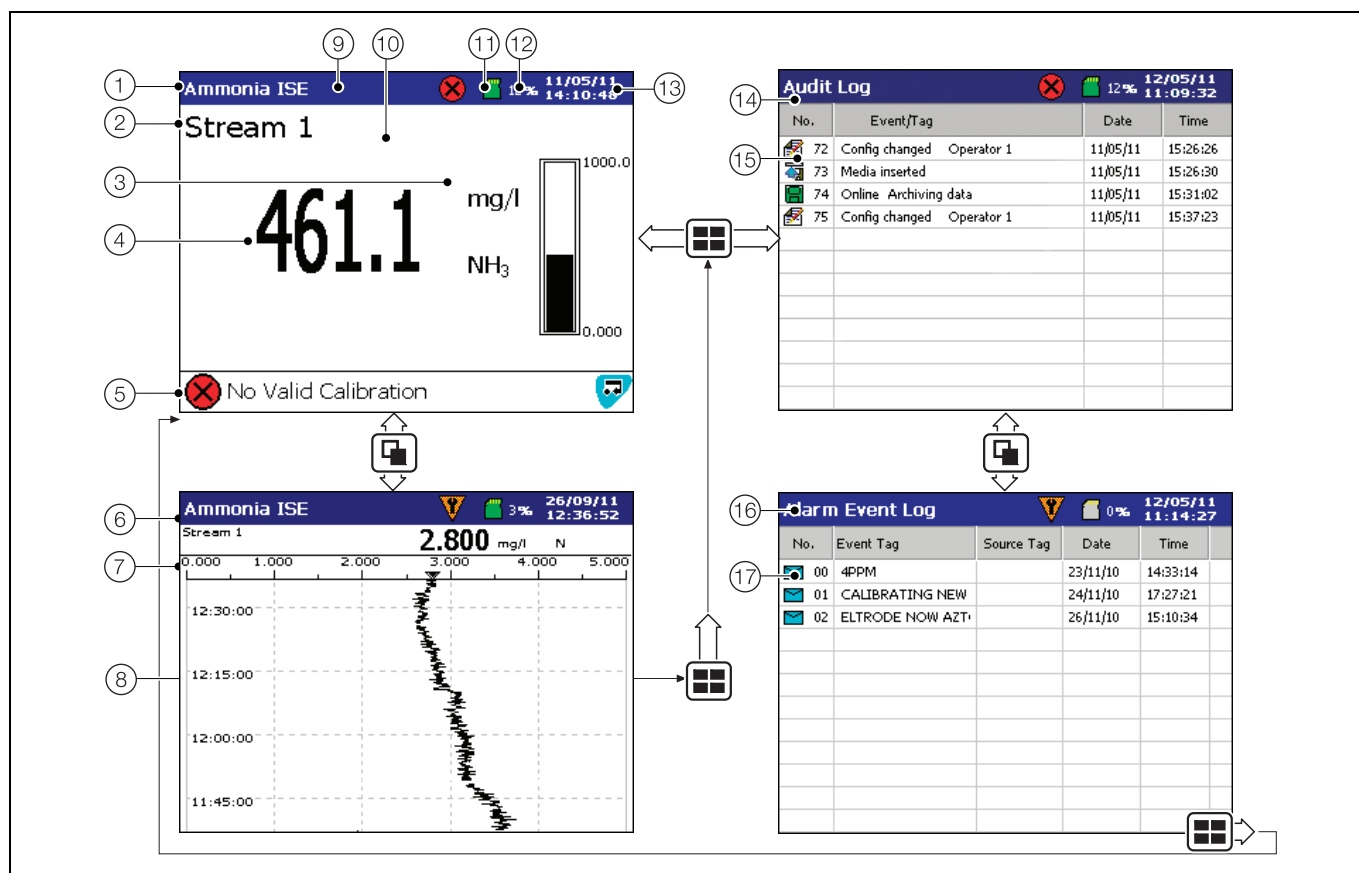 9 10 11 12
1 Ammonia ISE 11/05/11
14:10:48 13
2 Stream 1
1000.0
3 mg/l
4 461.1
NH₃
0.000
5 No Valid Calibration
Audit Log 12% 12/05/11
11:09:32
14
No. Event/Tag Date Time
15
72 Config changed Operator 1 11/05/11 15:26:26
73 Media inserted 11/05/11 15:26:30
74 Online Archiving data 11/05/11 15:31:02
75 Config changed Operator 1 11/05/11 15:37:23
6 Ammonia ISE 3% 26/09/11
12:36:52
Stream 1 2.800 mg/l N
7 0.000 1.000 2.000 3.000 4.000 5.000
12:30:00
8 12:15:00
12:00:00
11:45:00
16 Alarm Event Log 0% 12/05/11
11:14:27
No. Event Tag Source Tag Date Time
17 00 4PPM 23/11/10 14:33:14
01 CALIBRATING NEW 24/11/10 17:27:21
02 ELTRODE NOW 26/11/10 15:10:34